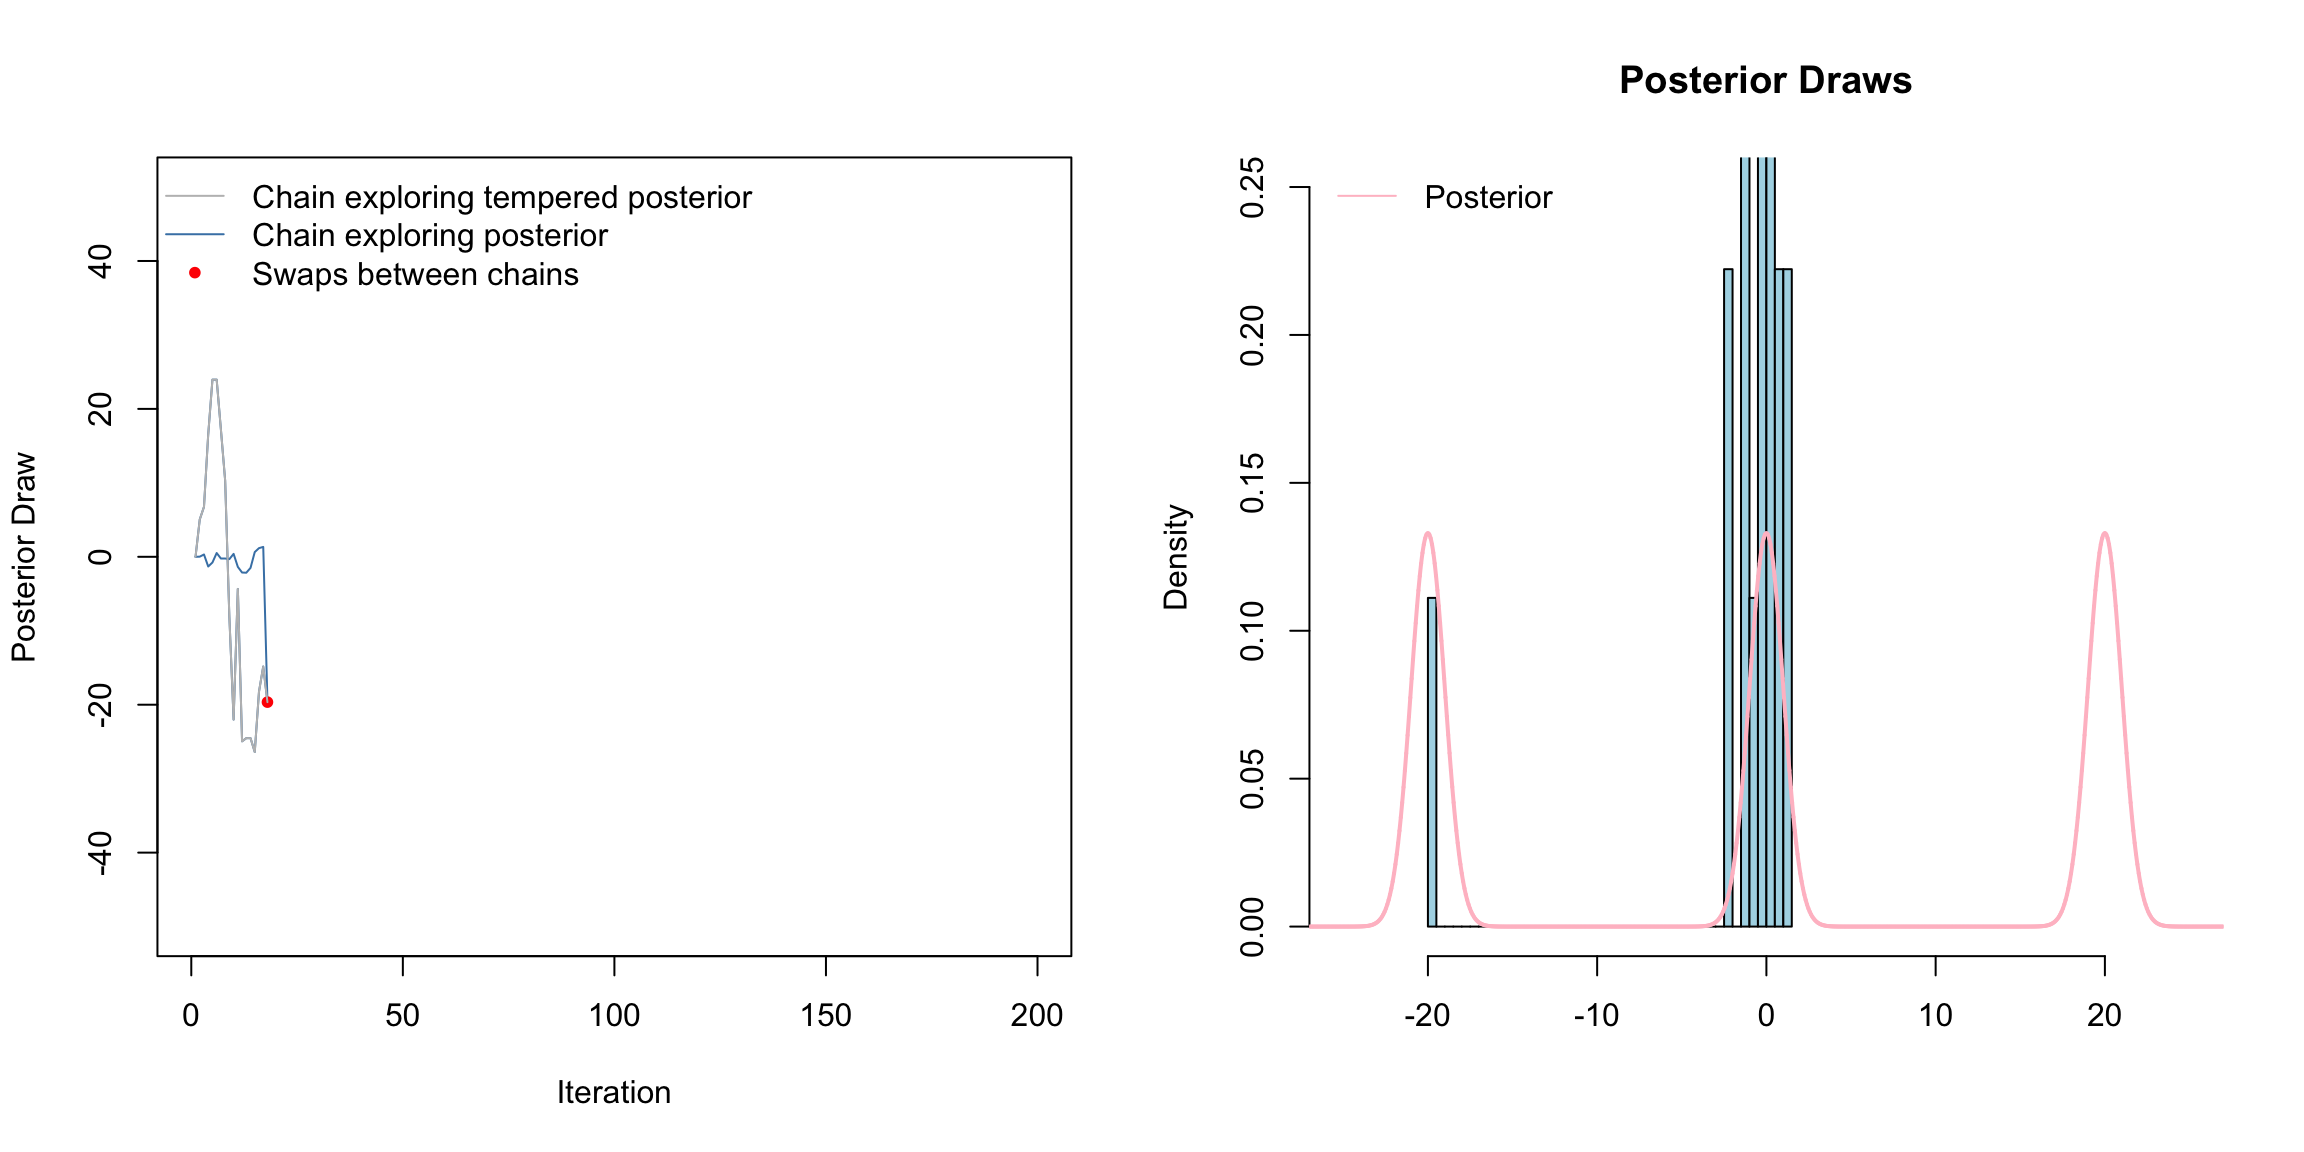 Chain exploring tempered posterior
Chain exploring posterior
Swaps between chains
Posterior Draw
40
20
0
-20
-40
0 50 100 150 200
Iteration
Posterior Draws
Posterior
Density
0.25
0.20
0.15
0.10
0.05
0.00
-20 -10 0 10 20